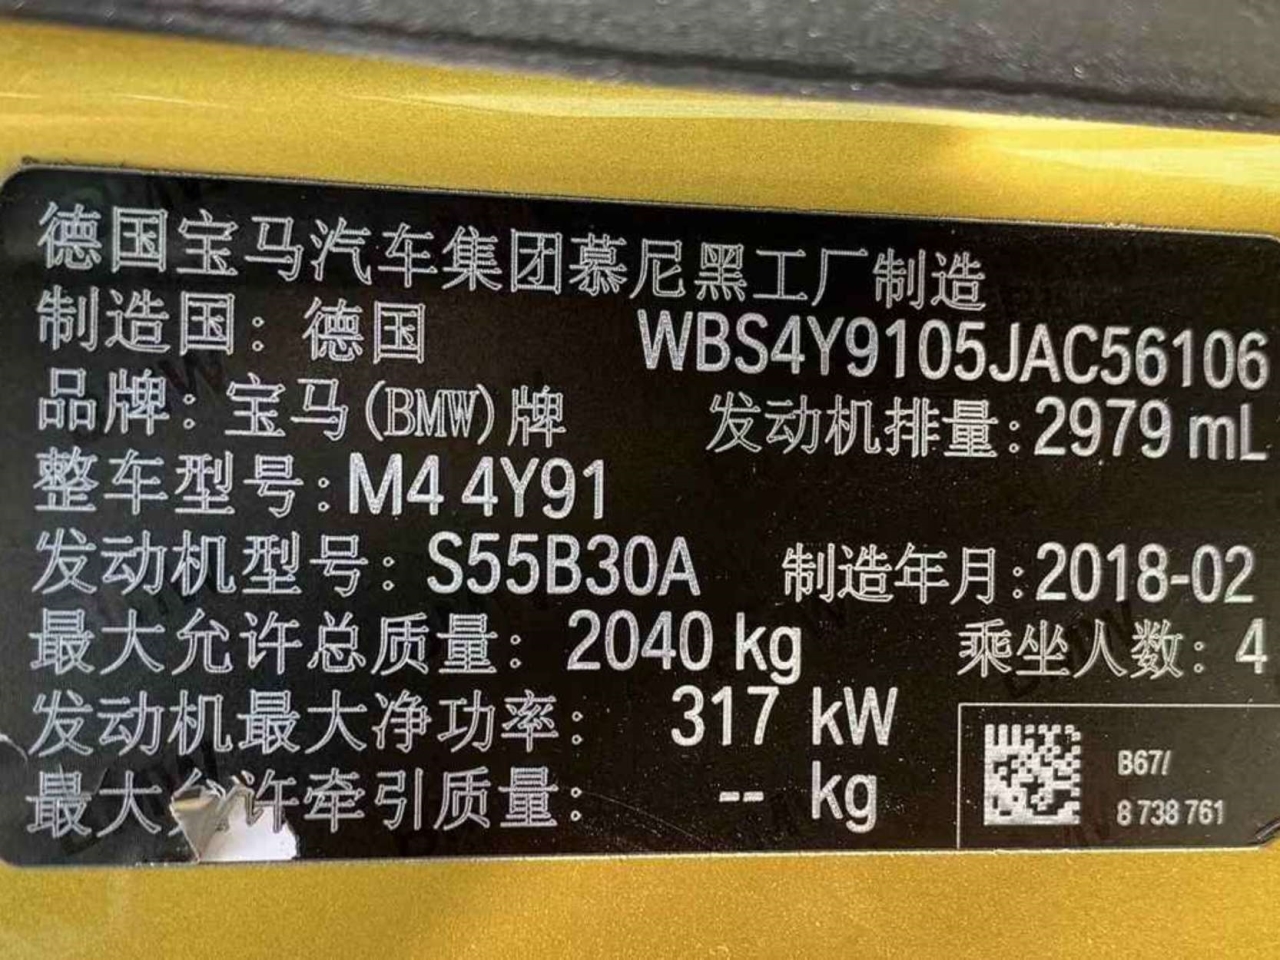 德国宝马汽车集团慕尼黑工厂制造
制造国：德国 WBS4Y9105JAC56106
品牌：宝马(BMW)牌 发动机排量：2979 mL
整车型号：M4 4Y91
发动机型号：S55B30A 制造年月：2018-02
最大允许总质量：2040 kg 乘坐人数：4
发动机最大净功率：317 kW
最大允许牵引质量：-- kg
B67/
8 738 761